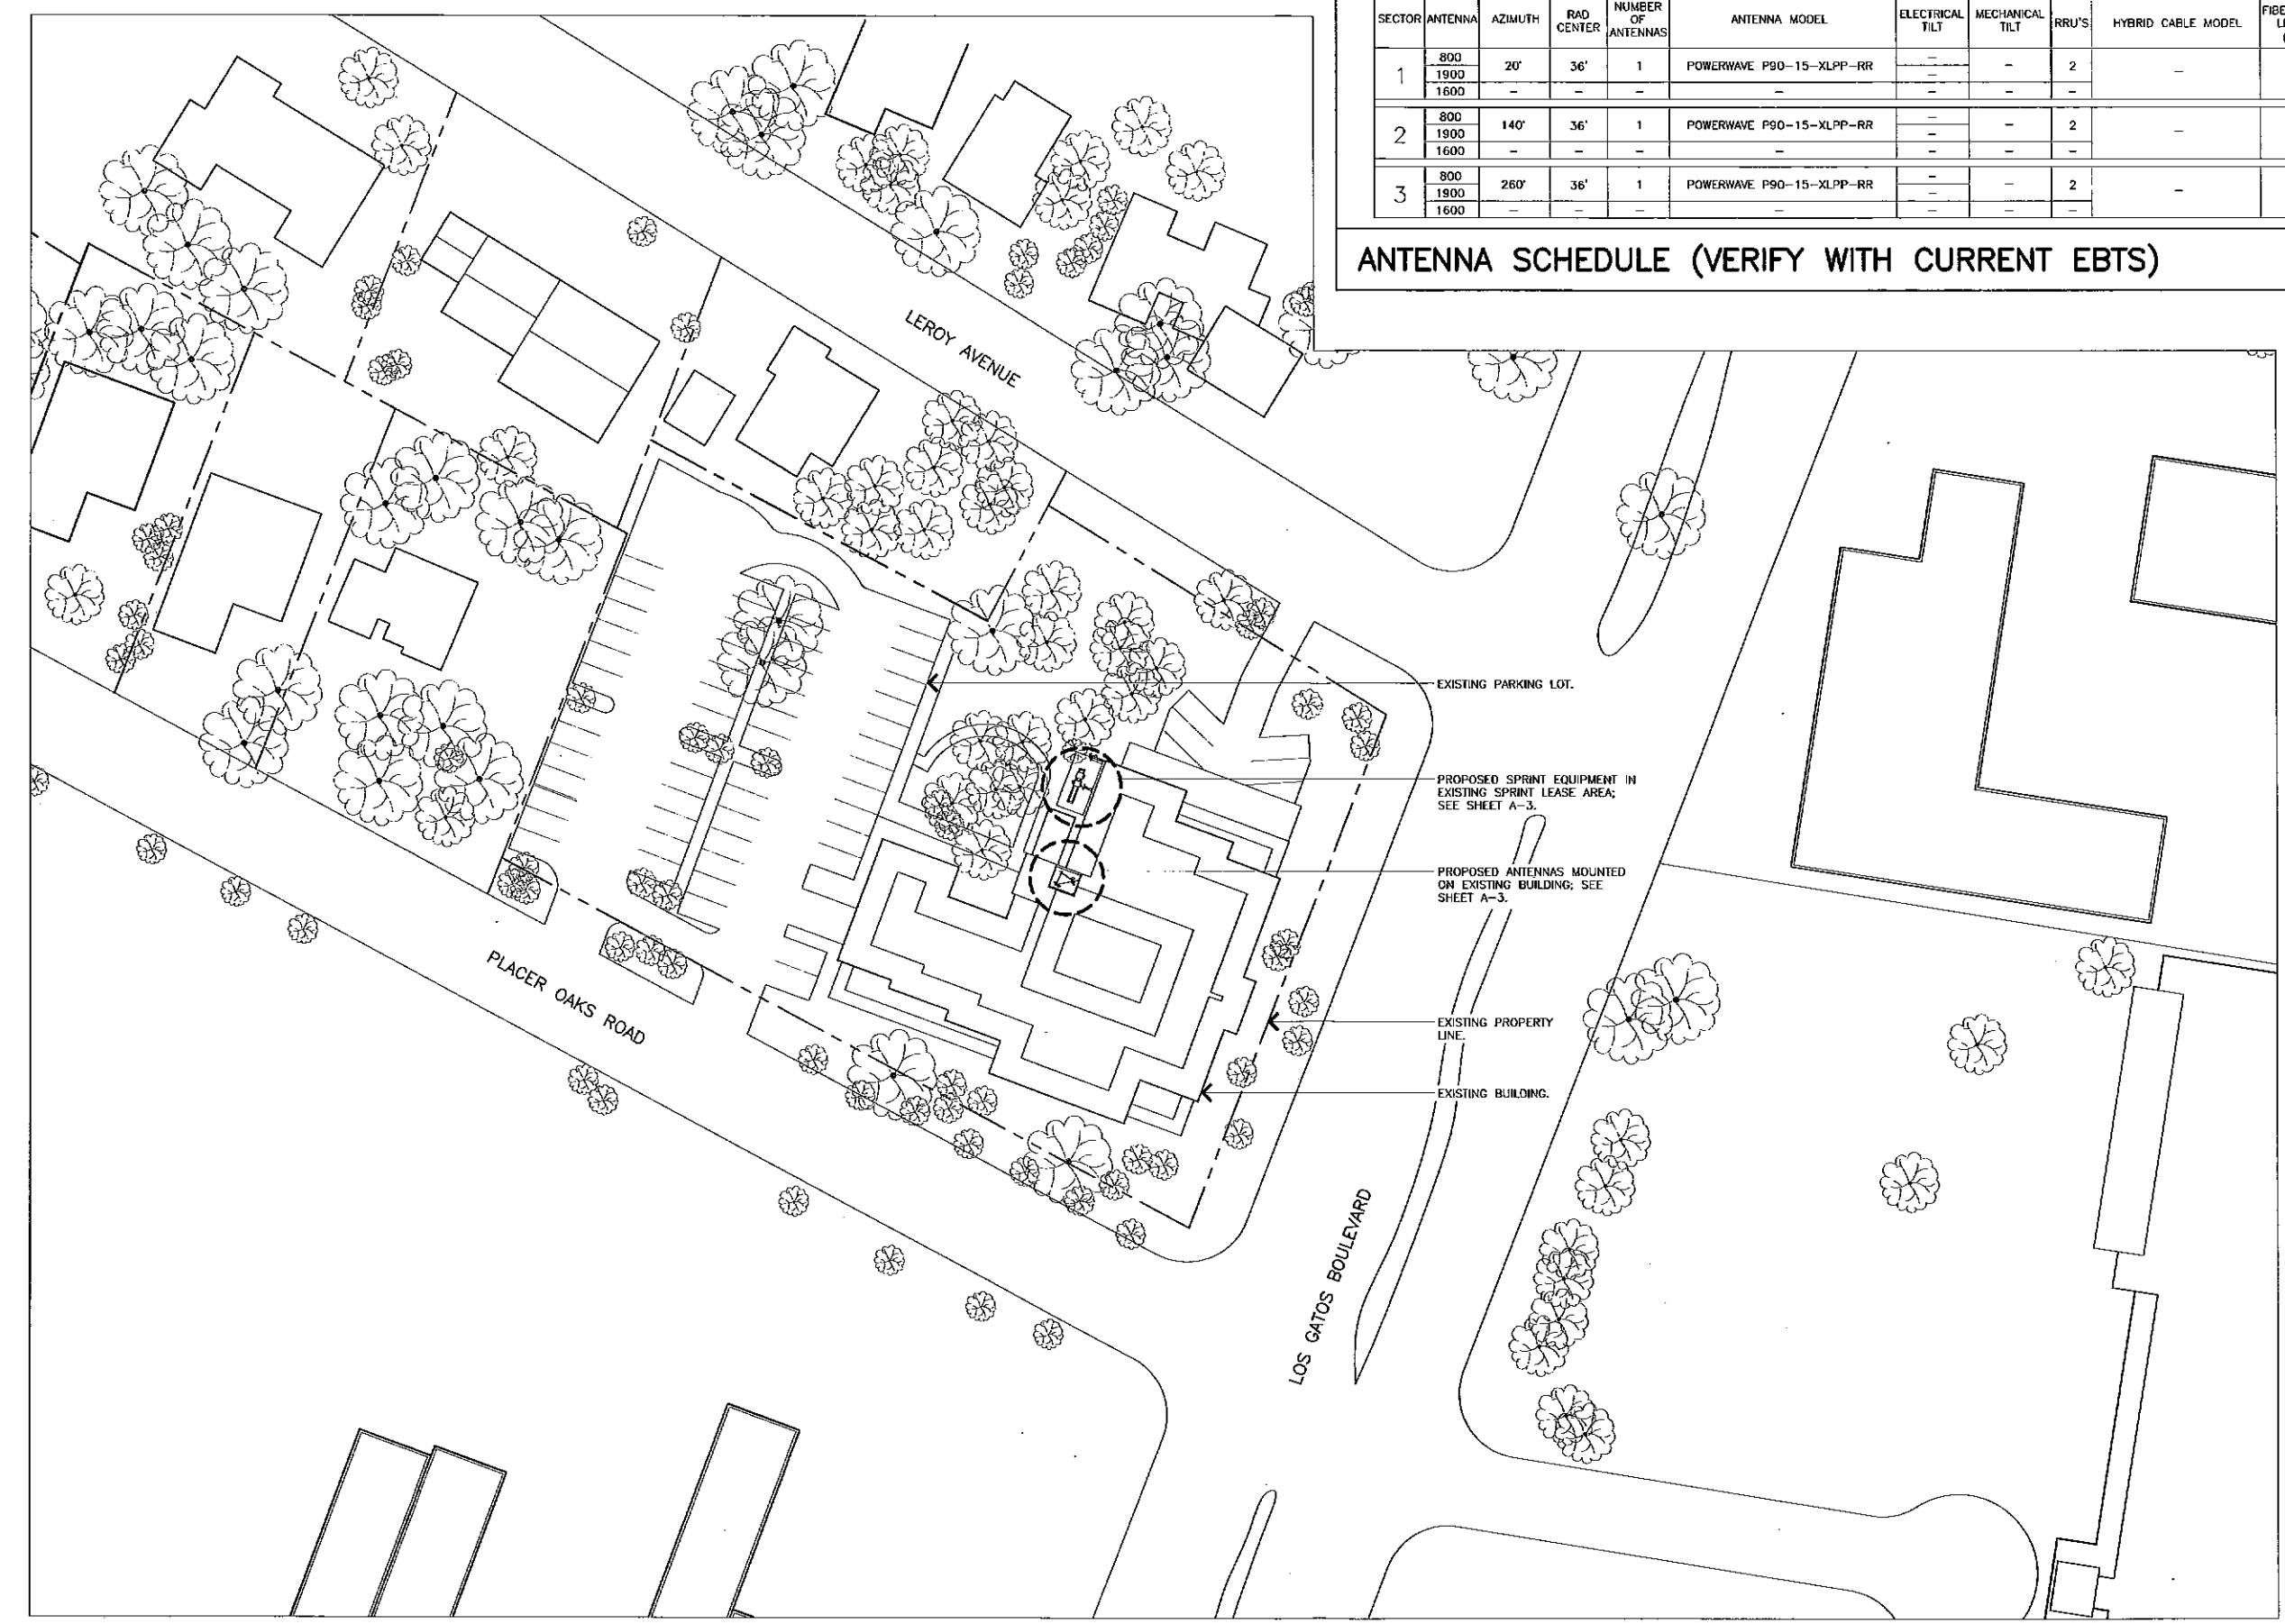 SECTOR ANTENNA AZIMUTH RAD CENTER NUMBER OF ANTENNAS ANTENNA MODEL ELECTRICAL TILT MECHANICAL TILT RRU'S HYBRID CABLE MODEL
1 800 20' 36' 1 POWERWAVE P90-15-XLPP-RR - - 2 -
1900 -
1600 - - - - - - -
2 800 140' 36' 1 POWERWAVE P90-15-XLPP-RR - - 2 -
1900 -
1600 - - - - - - -
3 800 260' 36' 1 POWERWAVE P90-15-XLPP-RR - - 2 -
1900 -
1600 - - - - - - -
ANTENNA SCHEDULE (VERIFY WITH CURRENT EBTS)
LEROY AVENUE
EXISTING PARKING LOT.
PROPOSED SPRINT EQUIPMENT IN
EXISTING SPRINT LEASE AREA;
SEE SHEET A-3.
PROPOSED ANTENNAS MOUNTED
ON EXISTING BUILDING; SEE
SHEET A-3.
EXISTING PROPERTY
LINE.
EXISTING BUILDING.
PLACER OAKS ROAD
LOS GATOS BOULEVARD